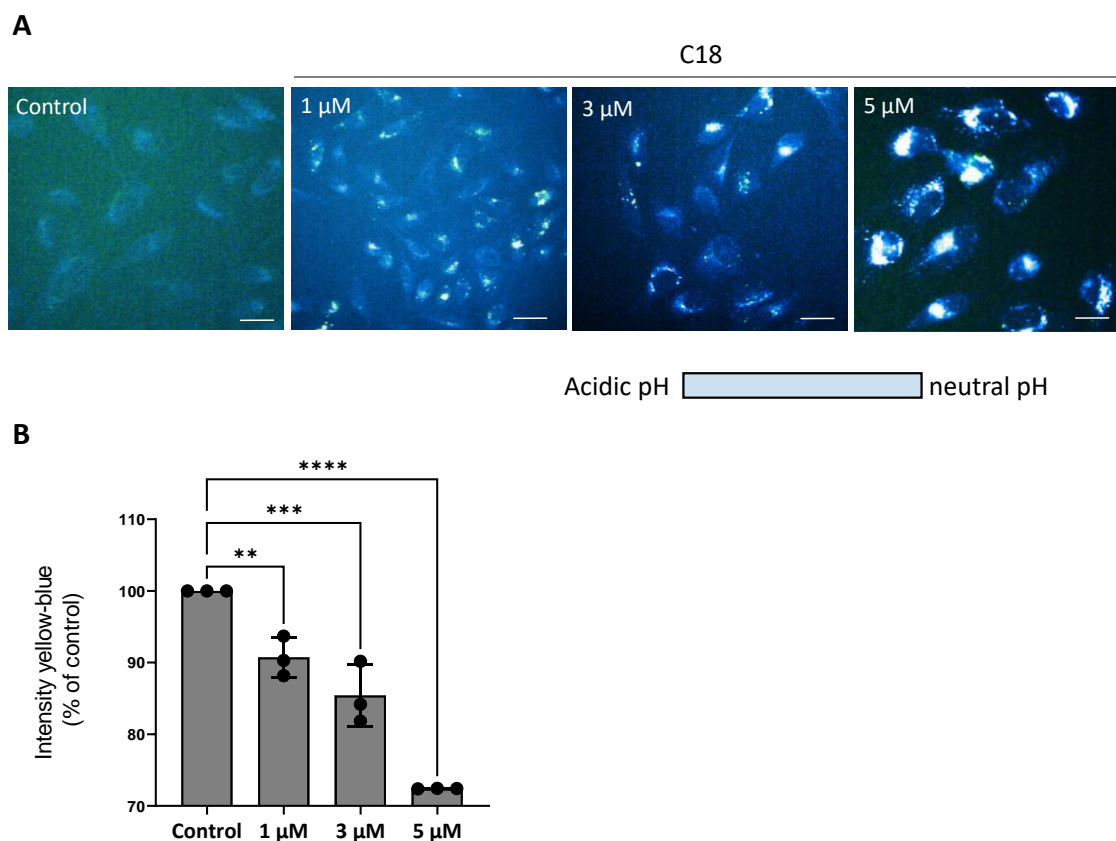 A
C18
Control
1 µM
3 µM
5 µM
Acidic pH
neutral pH
B
****
***
**
Intensity yellow-blue
(% of control)
110
100
90
80
70
Control
1 µM
3 µM
5 µM